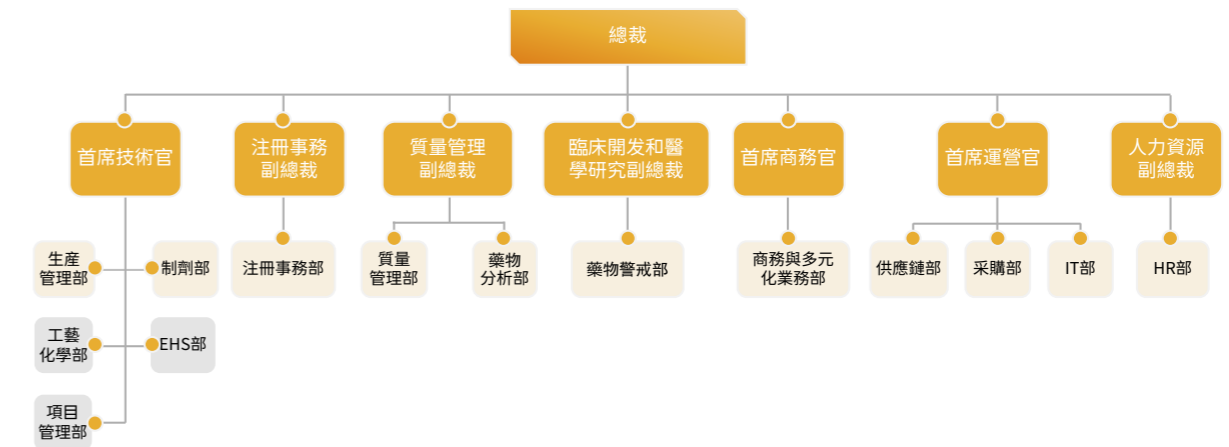 總裁
首席技術官
注冊事務
副總裁
質量管理
副總裁
臨床開发和醫
學研究副總裁
首席商務官
首席運營官
人力資源
副總裁
生産
管理部
制劑部
注冊事務部
質量
管理部
藥物
分析部
藥物警戒部
商務與多元
化業務部
供應鏈部
采購部
IT部
HR部
工藝
化學部
EHS部
項目
管理部